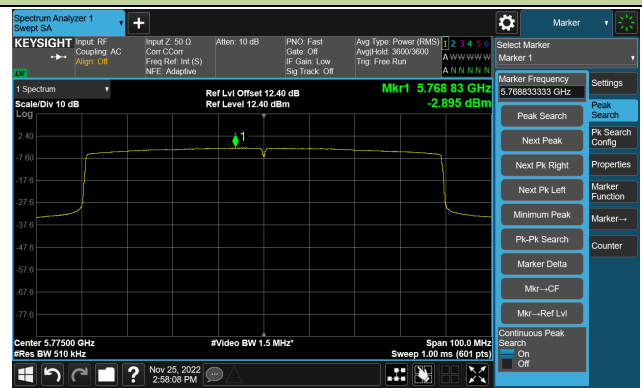 Spectrum Analyzer 1
Swept SA
+
Marker
KEYSIGHT
Input: RF
Coupling: AC
Align: Off
Input Z: 50 Ω
Corr CCorr
Freq Ref: Int (S)
NFE: Adaptive
Atten: 10 dB
PNO: Fast
Gate: Off
IF Gain: Low
Sig Track: Off
Avg Type: Power (RMS)
Avg|Hold: 3600/3600
Trig: Free Run
1 2 3 4 5 6
A W W W W W
A N N N N N
Select Marker
Marker 1
1 Spectrum
Scale/Div 10 dB
Log
Ref Lvl Offset 12.40 dB
Ref Level 12.40 dBm
Mkr1 5.768 83 GHz
-2.895 dBm
1
2.40
-7.60
-17.6
-27.6
-37.6
-47.6
-57.6
-67.6
-77.6
Center 5.77500 GHz
#Res BW 510 kHz
#Video BW 1.5 MHz*
Span 100.0 MHz
Sweep 1.00 ms (601 pts)
Marker Frequency
5.768833333 GHz
Peak Search
Next Peak
Next Pk Right
Next Pk Left
Minimum Peak
Pk-Pk Search
Marker Delta
Mkr→CF
Mkr→Ref Lvl
Continuous Peak
Search
On
Off
Settings
Peak
Search
Pk Search
Config
Properties
Marker
Function
Marker→
Counter
?
Nov 25, 2022
2:58:08 PM